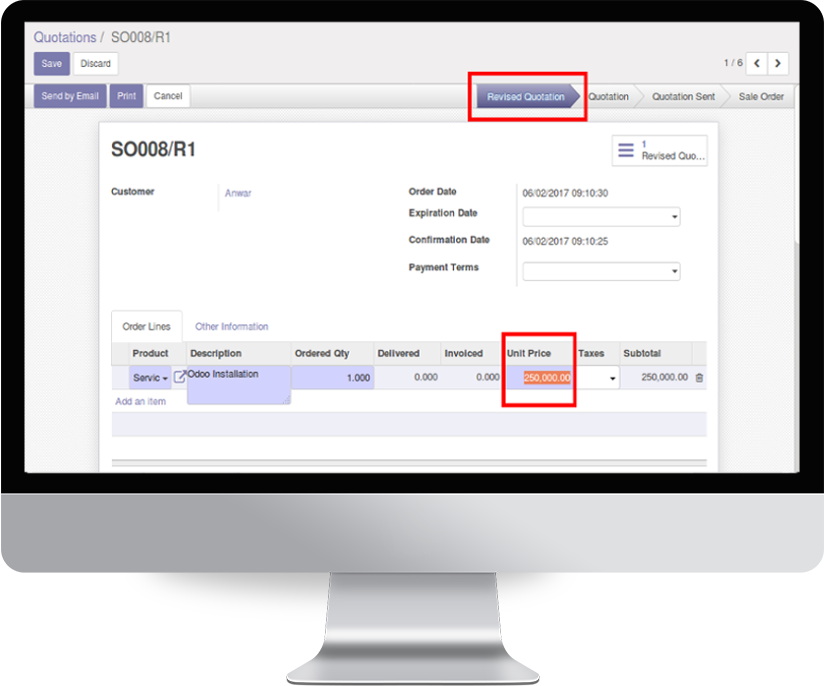 Quotations / SO008/R1
Save Discard 1 / 6
Send by Email Print Cancel Revised Quotation Quotation Quotation Sent Sale Order
SO008/R1
1
Revised Quo...
Customer Anwar
Order Date 06/02/2017 09:10:30
Expiration Date
Confirmation Date 06/02/2017 09:10:25
Payment Terms
Order Lines Other Information
Product Description Ordered Qty Delivered Invoiced Unit Price Taxes Subtotal
Servic Odoo Installation 1.000 0.000 0.000 250,000.00 250,000.00
Add an item